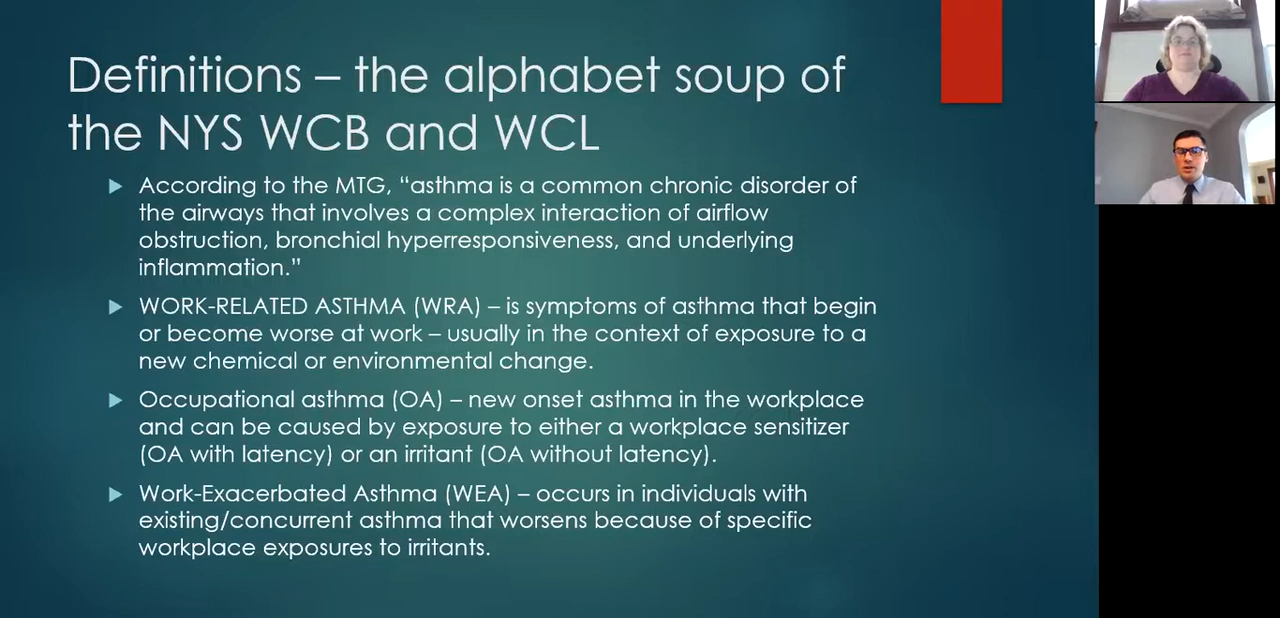 Definitions – the alphabet soup of
the NYS WCB and WCL
According to the MTG, “asthma is a common chronic disorder of
the airways that involves a complex interaction of airflow
obstruction, bronchial hyperresponsiveness, and underlying
inflammation.”
WORK-RELATED ASTHMA (WRA) – is symptoms of asthma that begin
or become worse at work – usually in the context of exposure to a
new chemical or environmental change.
Occupational asthma (OA) – new onset asthma in the workplace
and can be caused by exposure to either a workplace sensitizer
(OA with latency) or an irritant (OA without latency).
Work-Exacerbated Asthma (WEA) – occurs in individuals with
existing/concurrent asthma that worsens because of specific
workplace exposures to irritants.